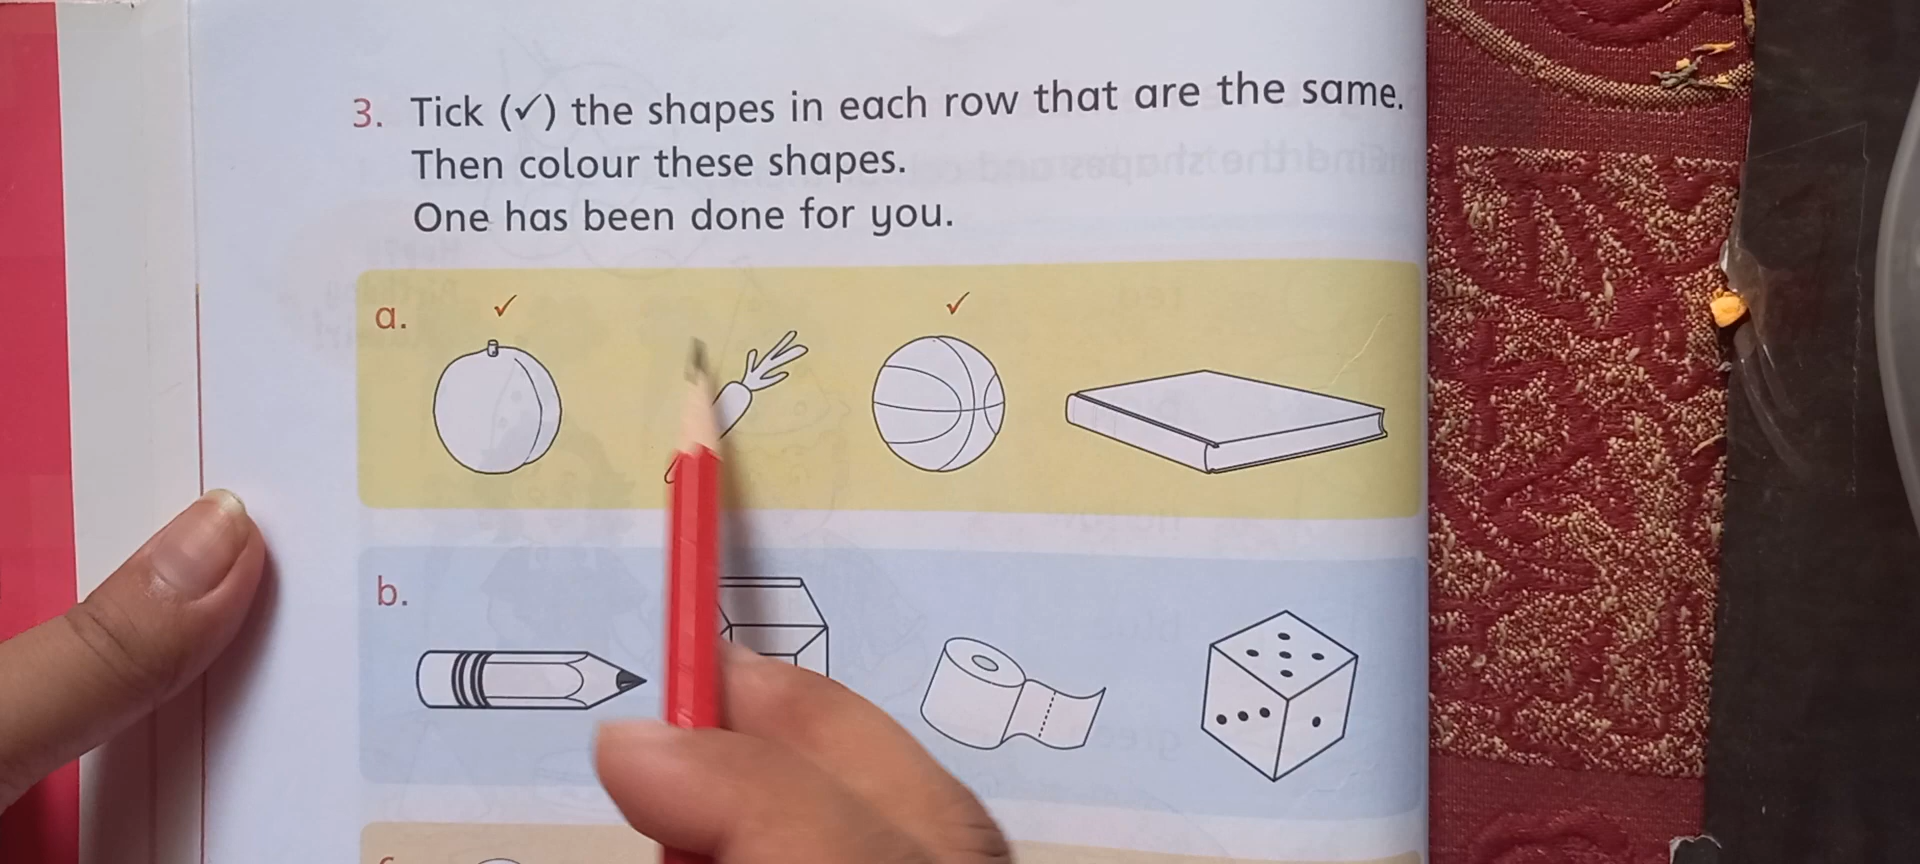 3. Tick (✓) the shapes in each row that are the same.
Then colour these shapes.
One has been done for you.
a.
✓ ✓
b.